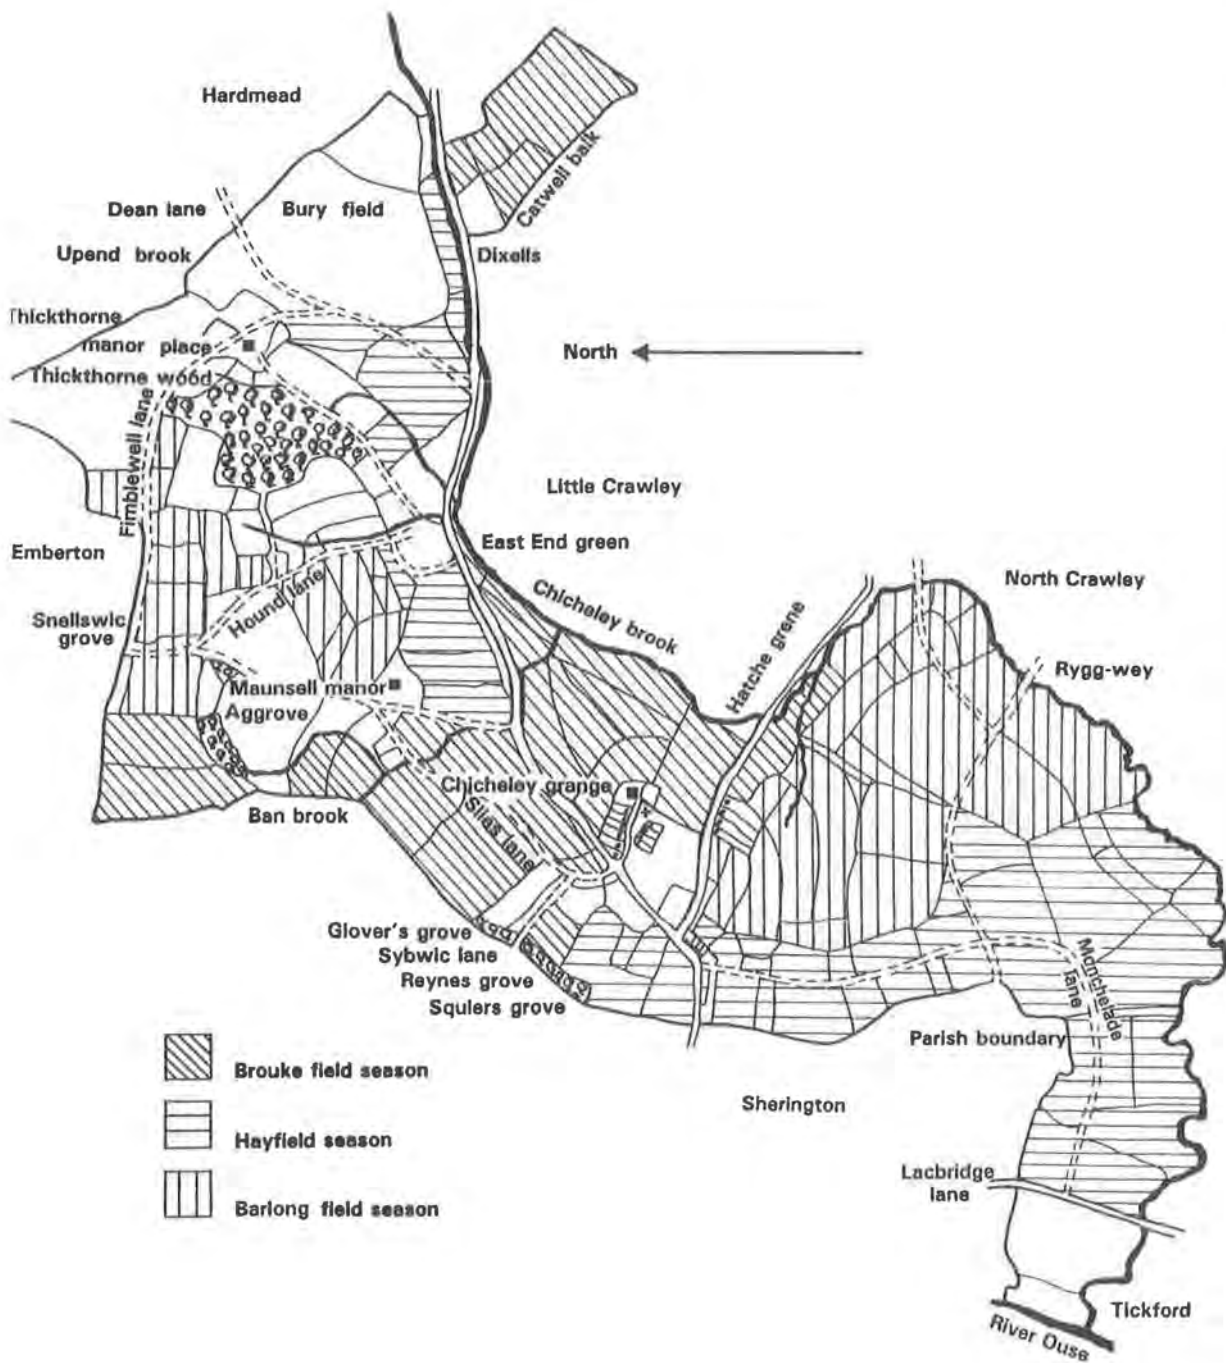 Hardmead
Catwell balk
Dean lane
Bury field
Upend brook
Dixells
Thickthorne
manor place
North
Thickthorne wood
Fimblewell lane
Little Crawley
Emberton
East End green
North Crawley
Chicheley brook
Hound lane
Snellswic
grove
Hatche grene
Rygg-wey
Maunsell manor
Aggrove
Chicheley grange
Ban brook
Silas lane
Glover's grove
Sybwic lane
Reynes grove
Squiers grove
Monchelade
lane
Parish boundary
Brouke field season
Sherington
Hayfield season
Lacbridge
lane
Barlong field season
Tickford
River Ouse